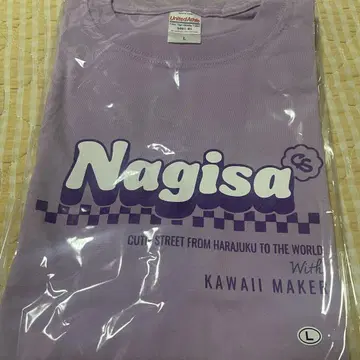 United Athle
L
Nagisa
CS
CUTIE STREET FROM HARAJUKU TO THE WORLD
With
KAWAII MAKER
L